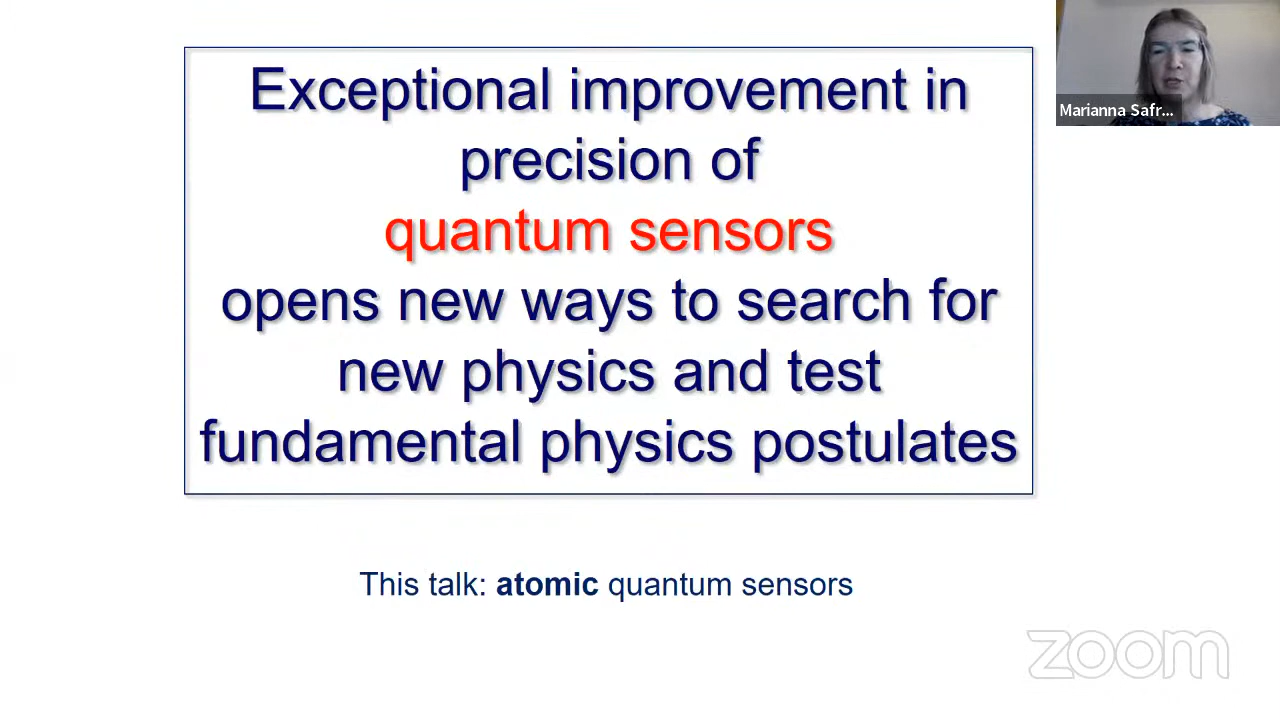 Exceptional improvement in
precision of
quantum sensors
opens new ways to search for
new physics and test
fundamental physics postulates
This talk: atomic quantum sensors
Marianna Safr...
zoom